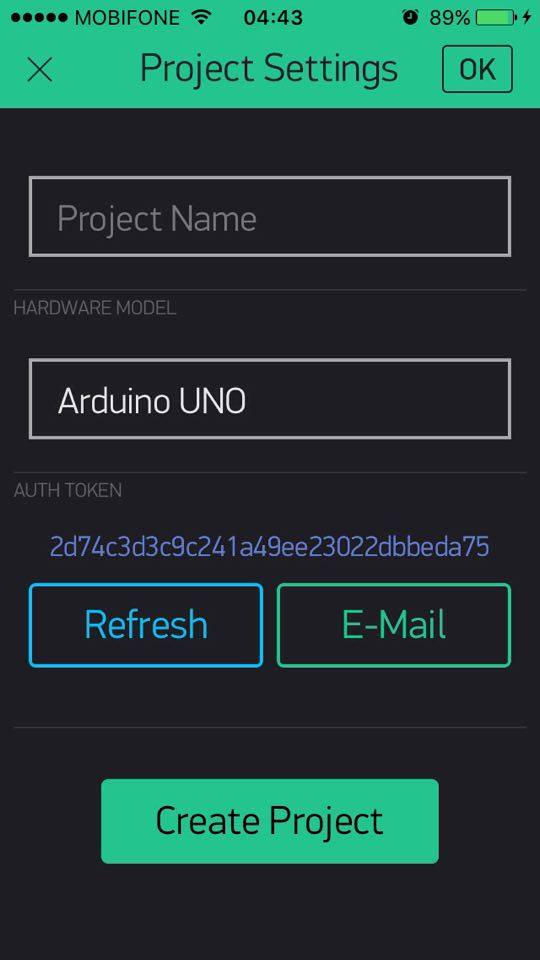 MOBIFONE 04:43 89%
Project Settings OK
Project Name
HARDWARE MODEL
Arduino UNO
AUTH TOKEN
2d74c3d3c9c241a49ee23022dbbeda75
Refresh E-Mail
Create Project